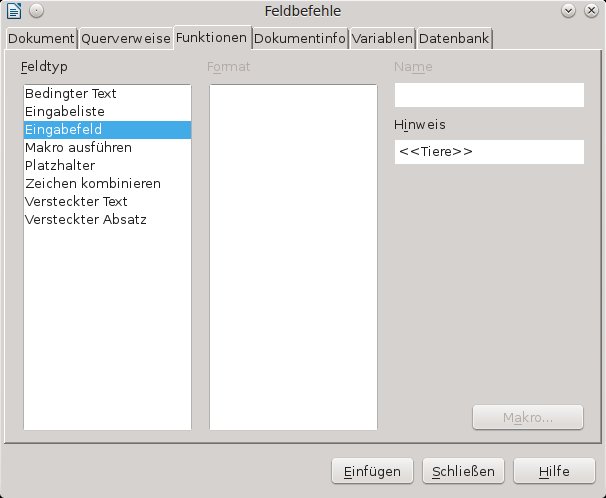 Feldbefehle
Dokument Querverweise Funktionen Dokumentinfo Variablen Datenbank
Feldtyp Format Name
Bedingter Text
Eingabeliste
Eingabefeld
Makro ausführen
Platzhalter
Zeichen kombinieren
Versteckter Text
Versteckter Absatz
Hinweis
<<Tiere>>
Makro...
Einfügen Schließen Hilfe